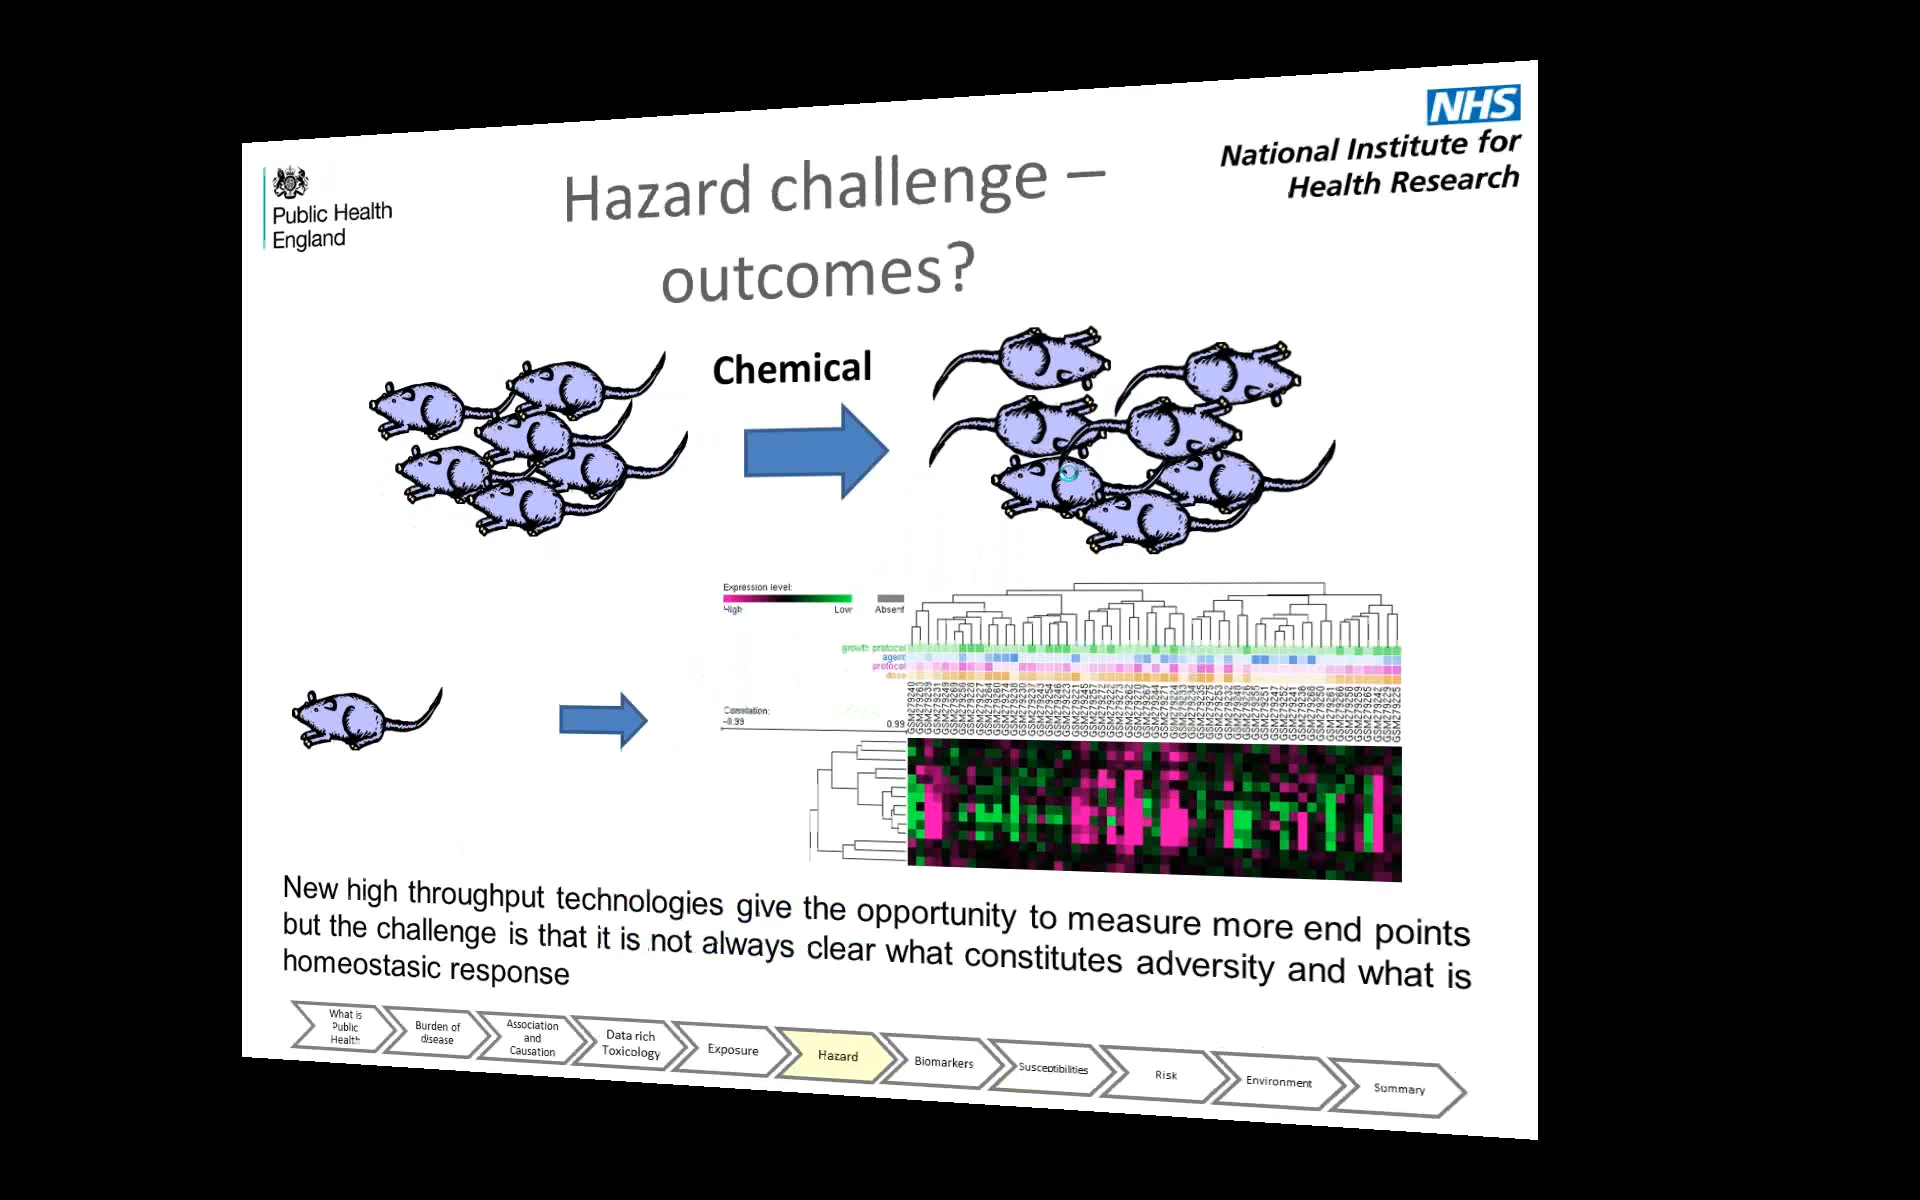 Public Health
England
NHS
National Institute for
Health Research
Hazard challenge –
outcomes?
Chemical
Expression level:
High
Low
Absent
growth protocol
agent
protocol
dose
Correlation:
-0.99
0.99
New high throughput technologies give the opportunity to measure more end points
but the challenge is that it is not always clear what constitutes adversity and what is
homeostasic response
What is
Public
Health
Burden of
disease
Association
and
Causation
Data rich
Toxicology
Exposure
Hazard
Biomarkers
Susceptibilities
Risk
Environment
Summary